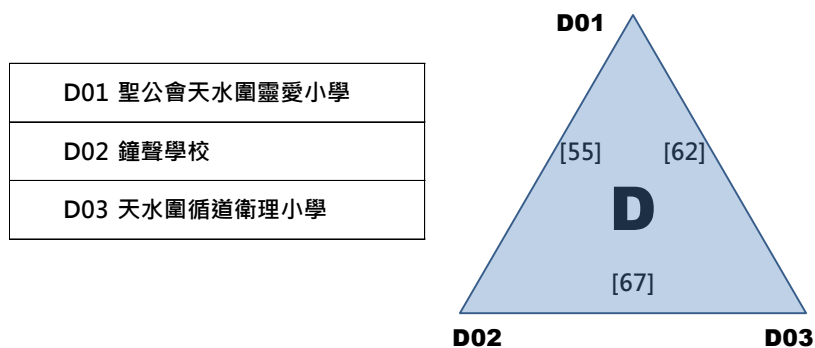 D01 聖公會天水圍靈愛小學
D02 鐘聲學校
D03 天水圍循道衛理小學
D01
[55] [62]
D
[67]
D02 D03